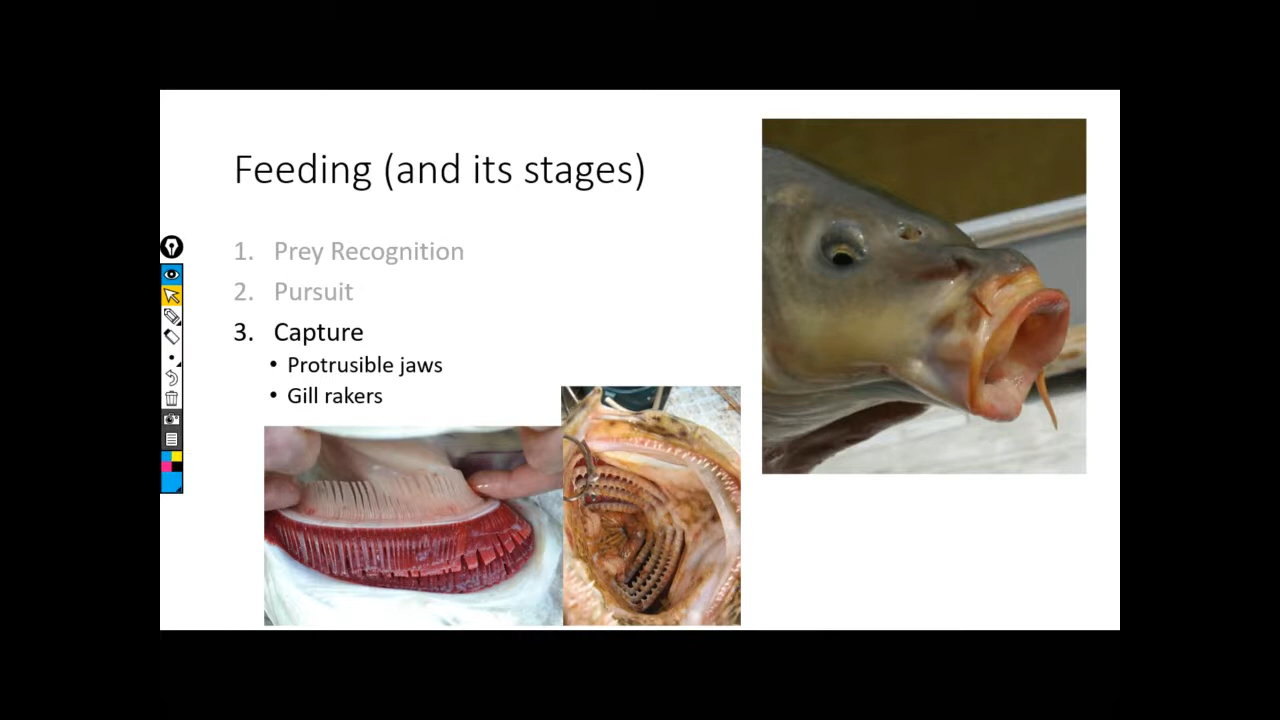 Feeding (and its stages)
1. Prey Recognition
2. Pursuit
3. Capture
• Protrusible jaws
• Gill rakers